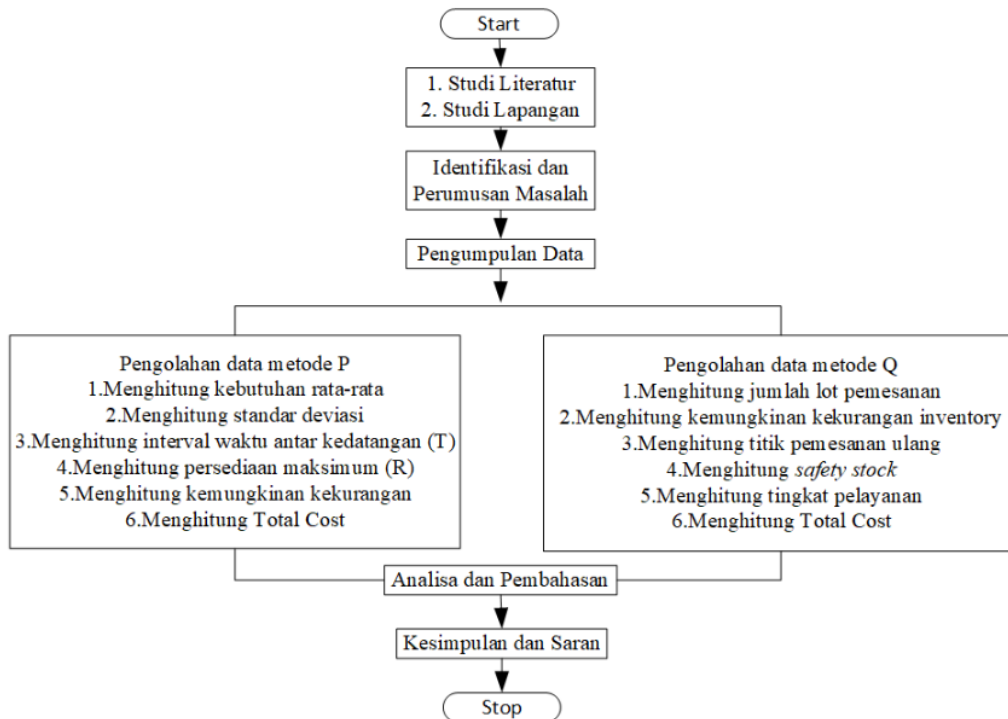 Start
1. Studi Literatur
2. Studi Lapangan
Identifikasi dan
Perumusan Masalah
Pengumpulan Data
Pengolahan data metode P
1.Menghitung kebutuhan rata-rata
2.Menghitung standar deviasi
3.Menghitung interval waktu antar kedatangan (T)
4.Menghitung persediaan maksimum (R)
5.Menghitung kemungkinan kekurangan
6.Menghitung Total Cost
Pengolahan data metode Q
1.Menghitung jumlah lot pemesanan
2.Menghitung kemungkinan kekurangan inventory
3.Menghitung titik pemesanan ulang
4.Menghitung safety stock
5.Menghitung tingkat pelayanan
6.Menghitung Total Cost
Analisa dan Pembahasan
Kesimpulan dan Saran
Stop